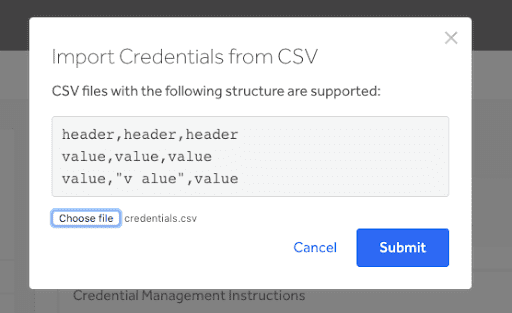 Import Credentials from CSV
CSV files with the following structure are supported:
header,header,header
value,value,value
value,"v alue",value
Choose file credentials.csv
Cancel Submit
Credential Management Instructions